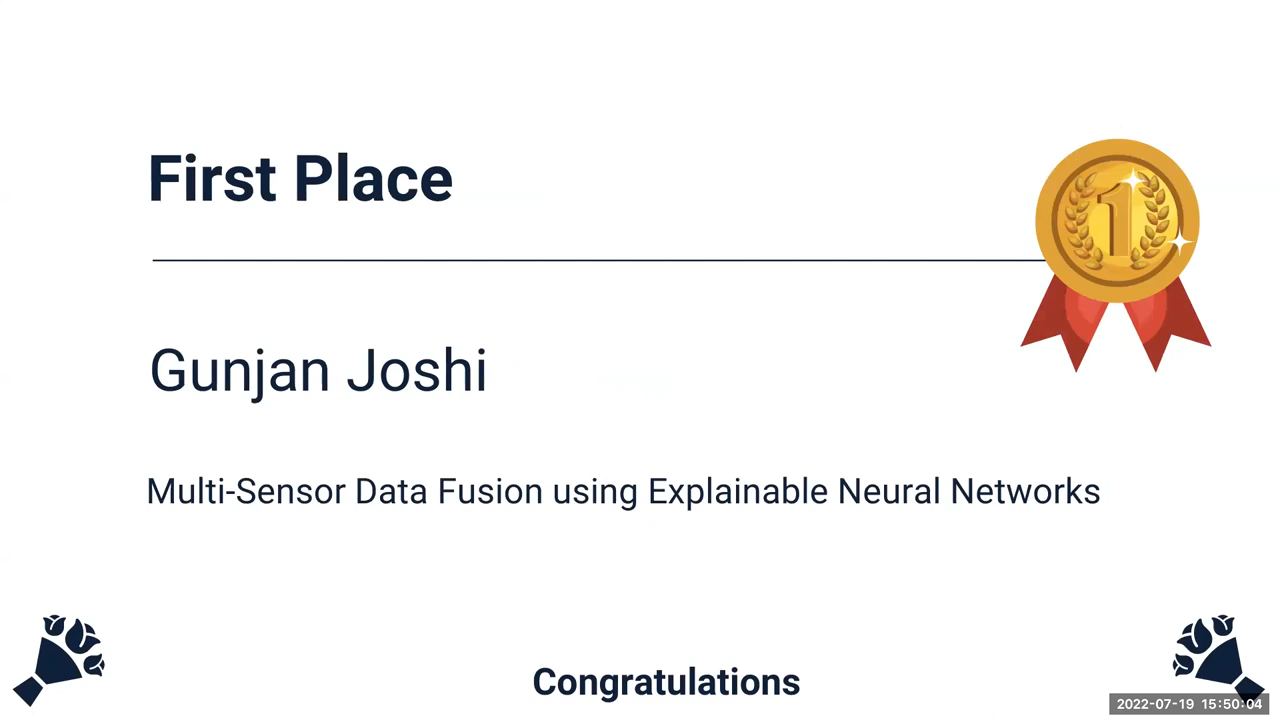 First Place
1
Gunjan Joshi
Multi-Sensor Data Fusion using Explainable Neural Networks
Congratulations
2022-07-19 15:50:04